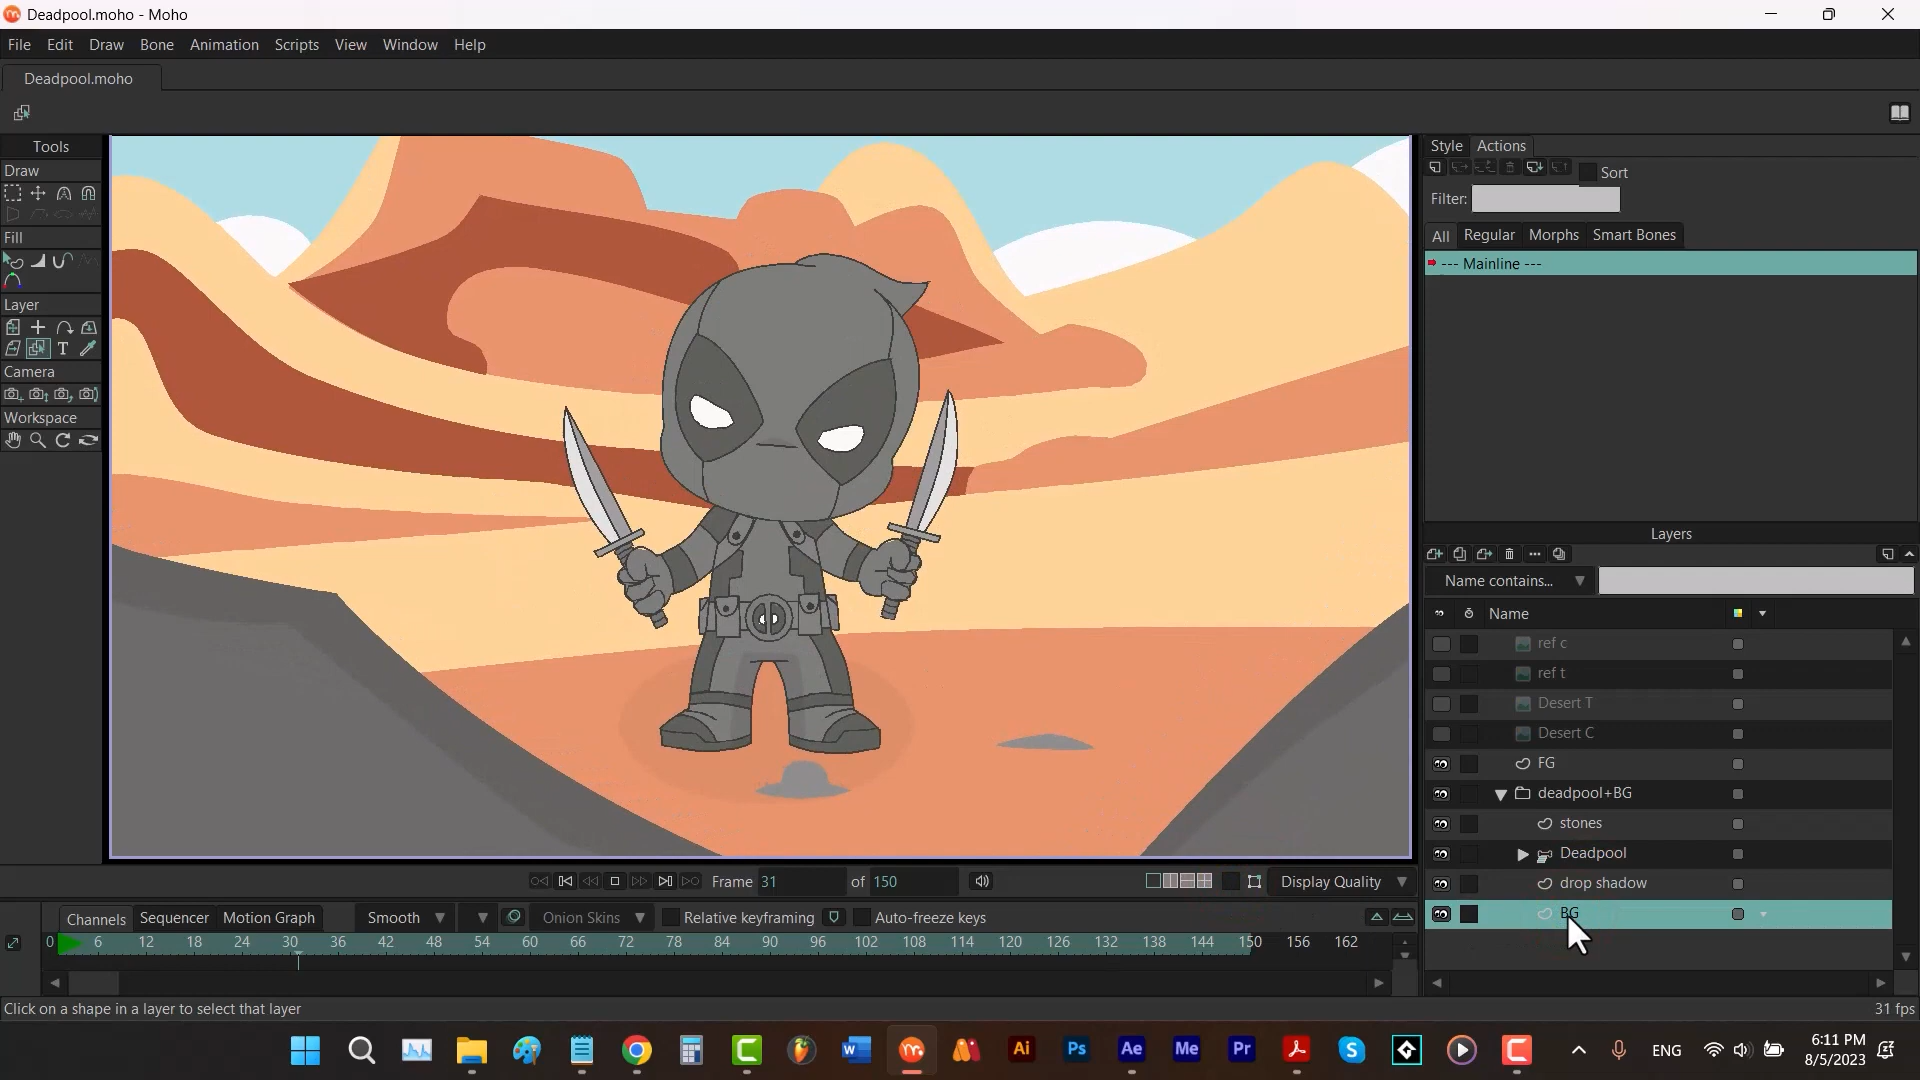 Deadpool.moho - Moho
File Edit Draw Bone Animation Scripts View Window Help
Deadpool.moho
Tools
Draw
Fill
Layer
T
Camera
Workspace
Style Actions
Sort
Filter:
All Regular Morphs Smart Bones
--- Mainline ---
Layers
Name contains...
Name
ref c
ref t
Desert T
Desert C
FG
deadpool+BG
stones
Deadpool
drop shadow
BG
Frame 31 of 150 Display Quality
Channels Sequencer Motion Graph Smooth Onion Skins Relative keyframing Auto-freeze keys
0 6 12 18 24 30 36 42 48 54 60 66 72 78 84 90 96 102 108 114 120 126 132 138 144 150 156 162
Click on a shape in a layer to select that layer 31 fps
Ai Ps Ae Me Pr ENG 6:11 PM
8/5/2023